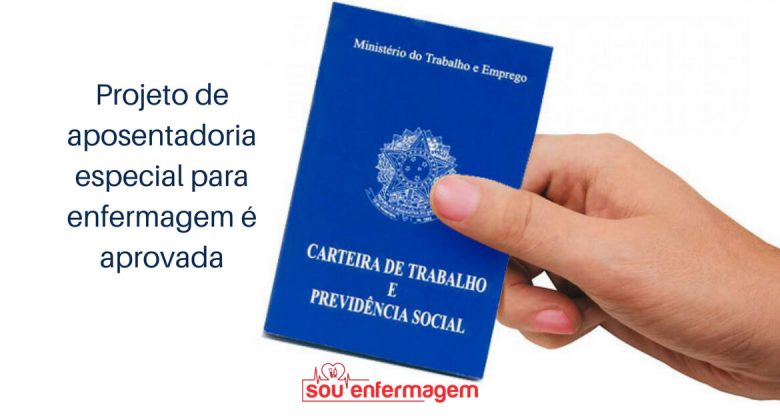 Projeto de
aposentadoria
especial para
enfermagem é
aprovada
Ministério do Trabalho e Emprego
CARTEIRA DE TRABALHO
E
PREVIDÊNCIA SOCIAL
sou enfermagem